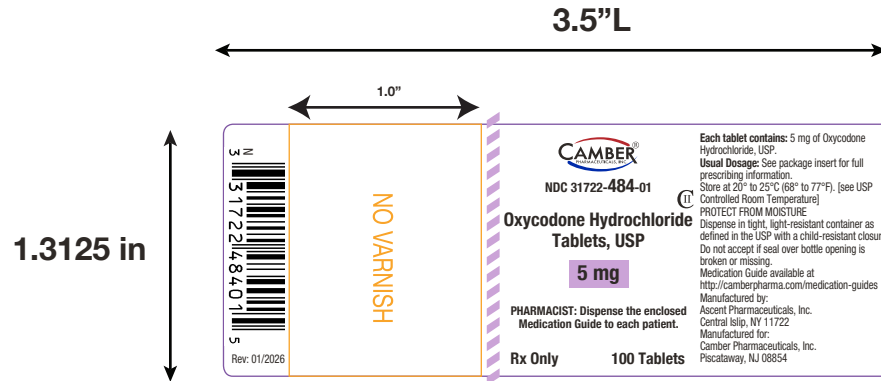 3.5”L
1.0”
1.3125 in
N
3 31722 48401 5
Rev: 01/2026
NO VARNISH
CAMBER®
PHARMACEUTICALS, INC.
NDC 31722-484-01
CII
Oxycodone Hydrochloride
Tablets, USP
5 mg
PHARMACIST: Dispense the enclosed
Medication Guide to each patient.
Rx Only 100 Tablets
Each tablet contains: 5 mg of Oxycodone
Hydrochloride, USP.
Usual Dosage: See package insert for full
prescribing information.
Store at 20° to 25°C (68° to 77°F). [see USP
Controlled Room Temperature]
PROTECT FROM MOISTURE
Dispense in tight, light-resistant container as
defined in the USP with a child-resistant closur
Do not accept if seal over bottle opening is
broken or missing.
Medication Guide available at
http://camberpharma.com/medication-guides
Manufactured by:
Ascent Pharmaceuticals, Inc.
Central Islip, NY 11722
Manufactured for:
Camber Pharmaceuticals, Inc.
Piscataway, NJ 08854